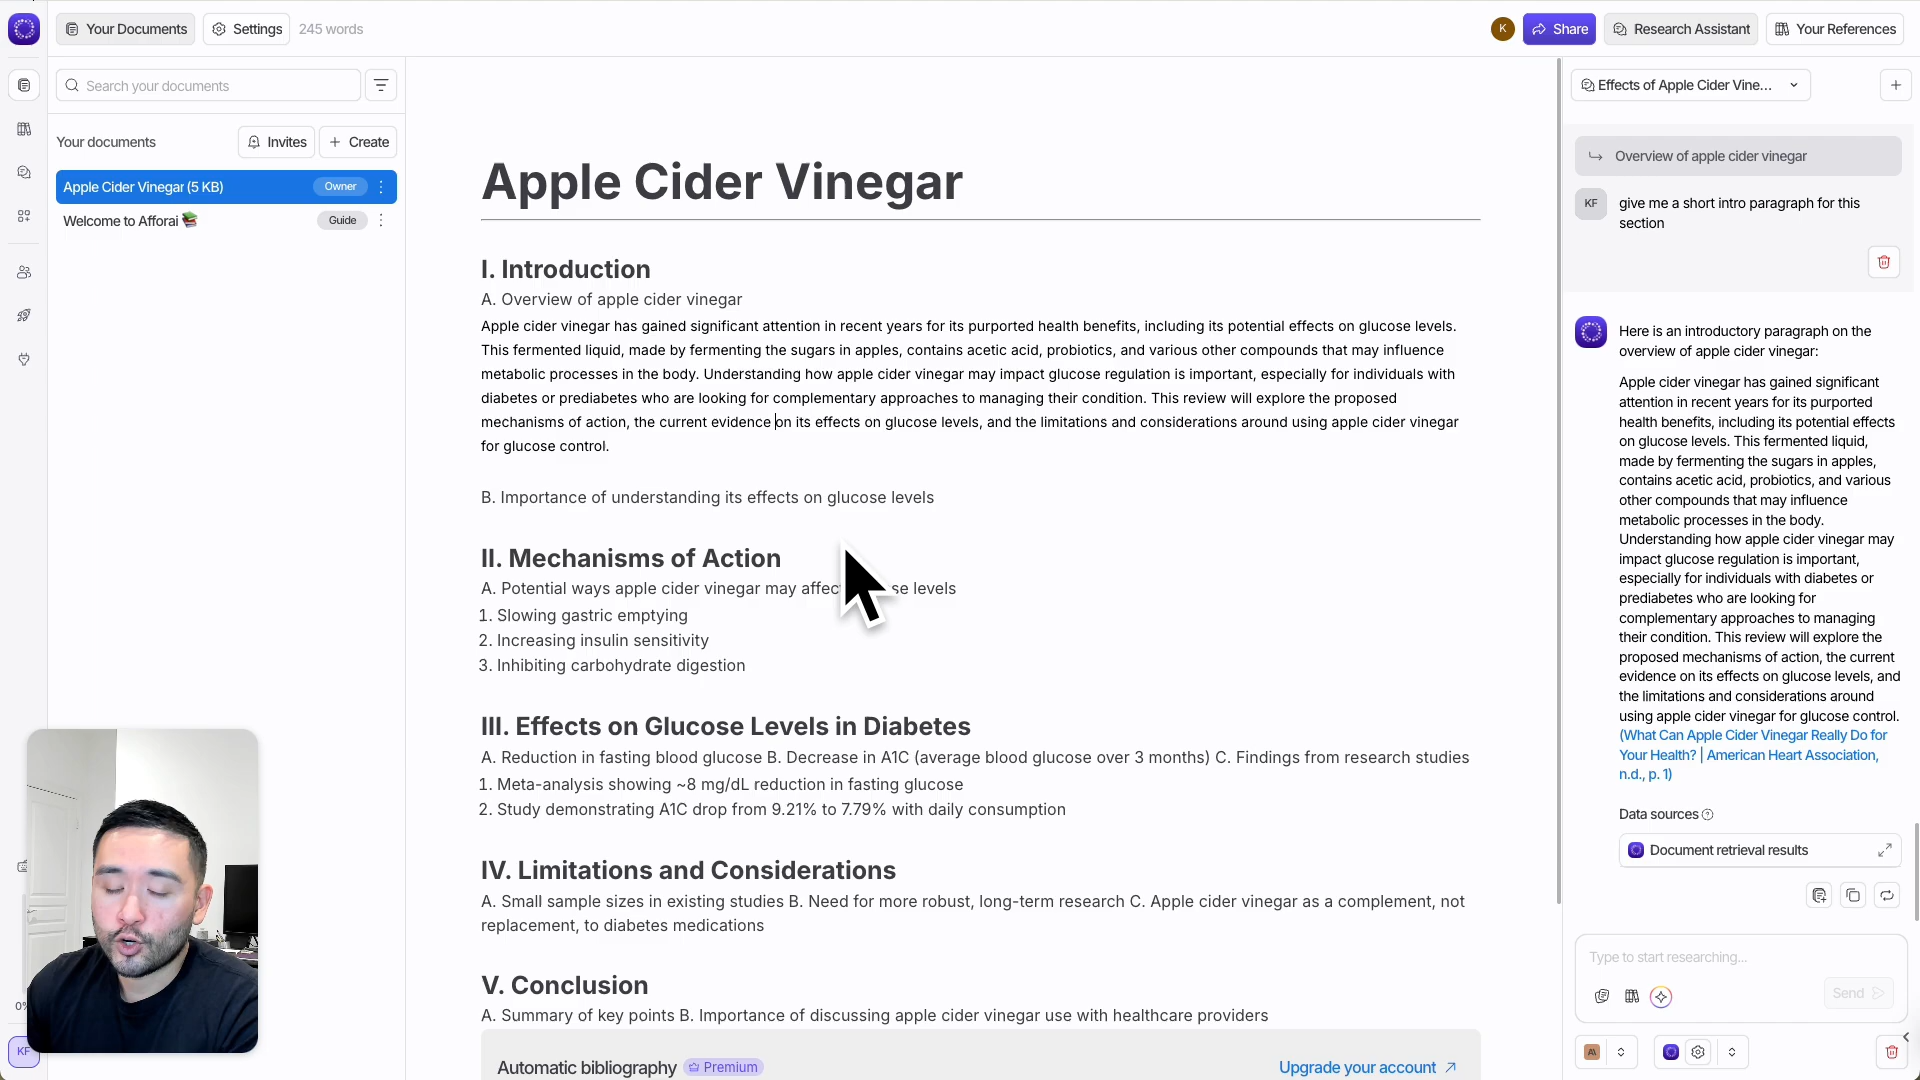 Your Documents
Settings
245 words
K
Share
Research Assistant
Your References
Search your documents
Your documents
Invites
Create
Apple Cider Vinegar (5 KB)
Owner
Welcome to Afforai
Guide
Apple Cider Vinegar
I. Introduction
A. Overview of apple cider vinegar
Apple cider vinegar has gained significant attention in recent years for its purported health benefits, including its potential effects on glucose levels.
This fermented liquid, made by fermenting the sugars in apples, contains acetic acid, probiotics, and various other compounds that may influence
metabolic processes in the body. Understanding how apple cider vinegar may impact glucose regulation is important, especially for individuals with
diabetes or prediabetes who are looking for complementary approaches to managing their condition. This review will explore the proposed
mechanisms of action, the current evidence on its effects on glucose levels, and the limitations and considerations around using apple cider vinegar
for glucose control.
B. Importance of understanding its effects on glucose levels
II. Mechanisms of Action
A. Potential ways apple cider vinegar may affec se levels
1. Slowing gastric emptying
2. Increasing insulin sensitivity
3. Inhibiting carbohydrate digestion
III. Effects on Glucose Levels in Diabetes
A. Reduction in fasting blood glucose B. Decrease in A1C (average blood glucose over 3 months) C. Findings from research studies
1. Meta-analysis showing ~8 mg/dL reduction in fasting glucose
2. Study demonstrating A1C drop from 9.21% to 7.79% with daily consumption
IV. Limitations and Considerations
A. Small sample sizes in existing studies B. Need for more robust, long-term research C. Apple cider vinegar as a complement, not
replacement, to diabetes medications
V. Conclusion
A. Summary of key points B. Importance of discussing apple cider vinegar use with healthcare providers
Automatic bibliography
Premium
Upgrade your account
Effects of Apple Cider Vine...
Overview of apple cider vinegar
KF
give me a short intro paragraph for this
section
Here is an introductory paragraph on the
overview of apple cider vinegar:
Apple cider vinegar has gained significant
attention in recent years for its purported
health benefits, including its potential effects
on glucose levels. This fermented liquid,
made by fermenting the sugars in apples,
contains acetic acid, probiotics, and various
other compounds that may influence
metabolic processes in the body.
Understanding how apple cider vinegar may
impact glucose regulation is important,
especially for individuals with diabetes or
prediabetes who are looking for
complementary approaches to managing
their condition. This review will explore the
proposed mechanisms of action, the current
evidence on its effects on glucose levels, and
the limitations and considerations around
using apple cider vinegar for glucose control.
(What Can Apple Cider Vinegar Really Do for
Your Health? | American Heart Association,
n.d., p. 1)
Data sources
Document retrieval results
Type to start researching...
Send
KF